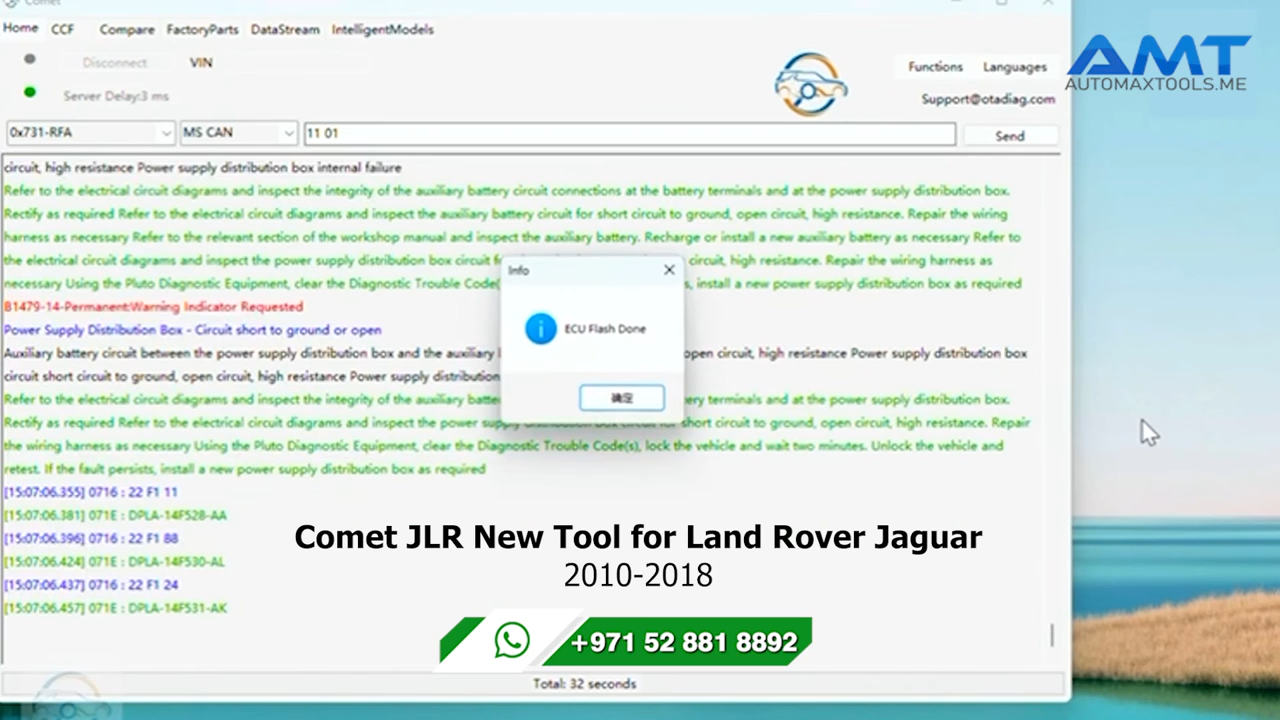 Comet
Home CCF Compare FactoryParts DataStream IntelligentModels
AMT
AUTOMAXTOOLS.ME
Disconnect VIN
Functions Languages
Server Delay:3 ms
Support@otadiag.com
0x731-RFA MS CAN 11 01 Send
circuit, high resistance Power supply distribution box internal failure
Refer to the electrical circuit diagrams and inspect the integrity of the auxiliary battery circuit connections at the battery terminals and at the power supply distribution box.
Rectify as required Refer to the electrical circuit diagrams and inspect the auxiliary battery circuit for short circuit to ground, open circuit, high resistance. Repair the wiring
harness as necessary Refer to the relevant section of the workshop manual and inspect the auxiliary battery. Recharge or install a new auxiliary battery as necessary Refer to
the electrical circuit diagrams and inspect the power supply distribution box circuit circuit, high resistance. Repair the wiring harness as
necessary Using the Pluto Diagnostic Equipment, clear the Diagnostic Trouble Code( s, install a new power supply distribution box as required
B1479-14-Permanent:Warning Indicator Requested
Power Supply Distribution Box - Circuit short to ground or open
Auxiliary battery circuit between the power supply distribution box and the auxiliary open circuit, high resistance Power supply distribution box
circuit short circuit to ground, open circuit, high resistance Power supply distribution
Refer to the electrical circuit diagrams and inspect the integrity of the auxiliary batte ery terminals and at the power supply distribution box.
Rectify as required Refer to the electrical circuit diagrams and inspect the power supply distribution box circuit for short circuit to ground, open circuit, high resistance. Repair
the wiring harness as necessary Using the Pluto Diagnostic Equipment, clear the Diagnostic Trouble Code(s), lock the vehicle and wait two minutes. Unlock the vehicle and
retest. If the fault persists, install a new power supply distribution box as required
Info
ECU Flash Done
确定
[15:07:06.355] 0716 : 22 F1 11
[15:07:06.381] 071E : DPLA-14F528-AA
[15:07:06.396] 0716 : 22 F1 88
[15:07:06.424] 071E : DPLA-14F530-AL
[15:07:06.437] 0716 : 22 F1 24
[15:07:06.457] 071E : DPLA-14F531-AK
Comet JLR New Tool for Land Rover Jaguar
2010-2018
+971 52 881 8892
Total: 32 seconds